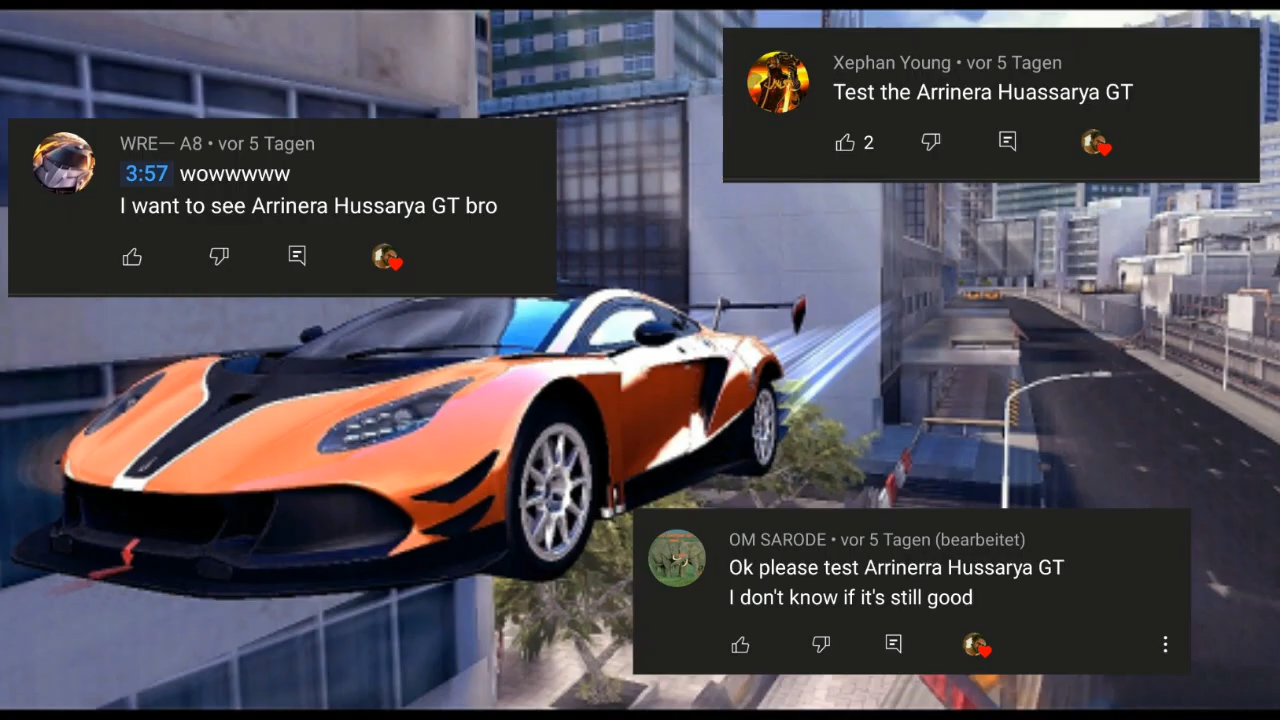 WRE— A8 • vor 5 Tagen
3:57 wowwwww
I want to see Arrinera Hussarya GT bro
Xephan Young • vor 5 Tagen
Test the Arrinera Huassarya GT
2
OM SARODE • vor 5 Tagen (bearbeitet)
Ok please test Arrinerra Hussarya GT
I don't know if it's still good